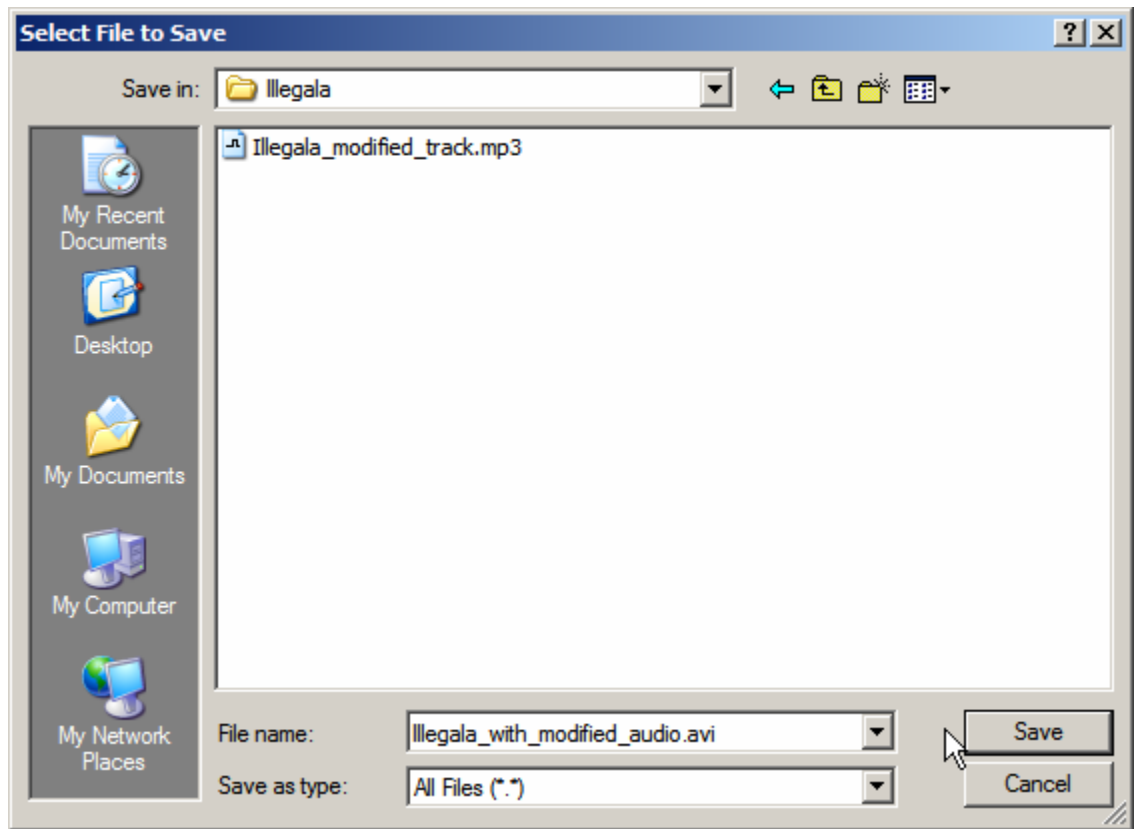 Select File to Save
Save in: Illegala
Illegala_modified_track.mp3
My Recent
Documents
Desktop
My Documents
My Computer
My Network
Places
File name: Illegala_with_modified_audio.avi Save
Save as type: All Files (*.*) Cancel